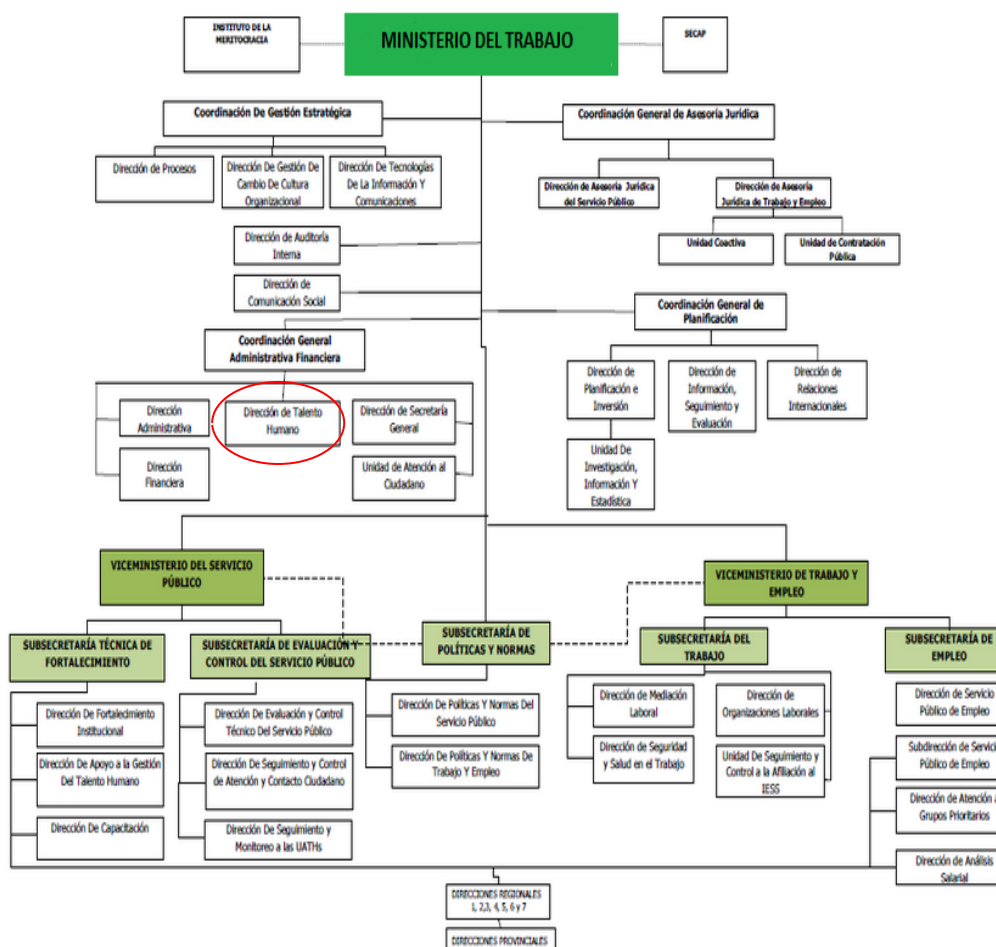 INSTITUTO DE LA
MERITOCRACIA
MINISTERIO DEL TRABAJO
SECAP
Coordinación De Gestión Estratégica
Coordinación General de Asesoría Jurídica
Dirección de Procesos
Dirección De Gestión De
Cambio De Cultura
Organizacional
Dirección De Tecnologías
De La Información Y
Comunicaciones
Dirección de Asesoría Jurídica
del Servicio Público
Dirección de Asesoría
Jurídica de Trabajo y Empleo
Unidad Coactiva
Unidad de Contratación
Pública
Dirección de Auditoría
Interna
Dirección de
Comunicación Social
Coordinación General de
Planificación
Coordinación General
Administrativa Financiera
Dirección de
Planificación e
Inversión
Dirección de
Información,
Seguimiento y
Evaluación
Dirección de
Relaciones
Internacionales
Dirección
Administrativa
Dirección de Talento
Humano
Dirección de Secretaría
General
Dirección
Financiera
Unidad de Atención al
Ciudadano
Unidad De
Investigación,
Información Y
Estadística
VICEMINISTERIO DEL SERVICIO
PÚBLICO
VICEMINISTERIO DE TRABAJO Y
EMPLEO
SUBSECRETARÍA TÉCNICA DE
FORTALECIMIENTO
SUBSECRETARÍA DE EVALUACIÓN Y
CONTROL DEL SERVICIO PÚBLICO
SUBSECRETARÍA DE
POLÍTICAS Y NORMAS
SUBSECRETARÍA DEL
TRABAJO
SUBSECRETARÍA DE
EMPLEO
Dirección De Fortalecimiento
Institucional
Dirección De Apoyo a la Gestión
Del Talento Humano
Dirección De Capacitación
Dirección De Evaluación y Control
Técnico Del Servicio Público
Dirección De Seguimiento y Control
de Atención y Contacto Ciudadano
Dirección De Seguimiento y
Monitoreo a las UATHs
Dirección De Políticas Y Normas Del
Servicio Público
Dirección De Políticas Y Normas De
Trabajo Y Empleo
Dirección de Mediación
Laboral
Dirección de Seguridad
y Salud en el Trabajo
Dirección de
Organizaciones Laborales
Unidad De Seguimiento y
Control a la Afiliación al
IESS
Dirección de Servicio
Público de Empleo
Subdirección de Servicio
Público de Empleo
Dirección de Atención a
Grupos Prioritarios
Dirección de Análisis
Salarial
DIRECCIONES REGIONALES
1, 2,3, 4, 5, 6 y 7
DIRECCIONES PROVINCIALES